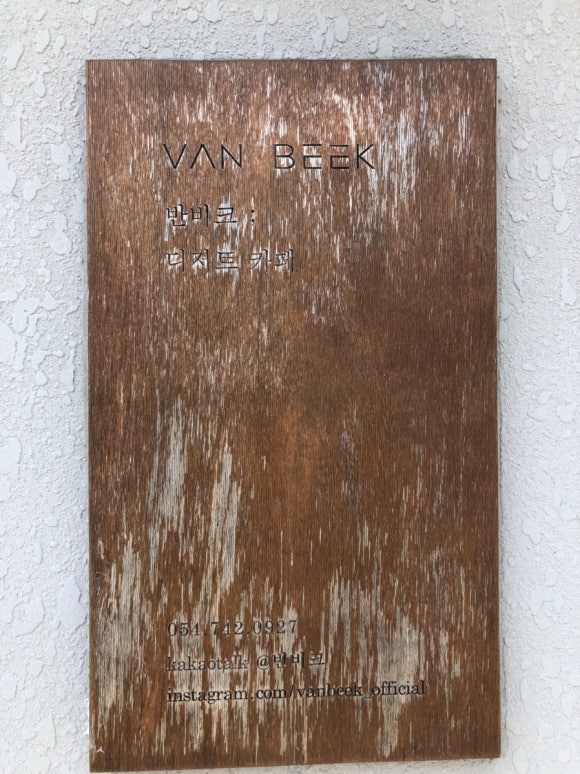 VAN BEEK
반비크 ;
디저트 카페
054.742.0927
kakaotalk @반비크
instagram.com/vanbeek_official